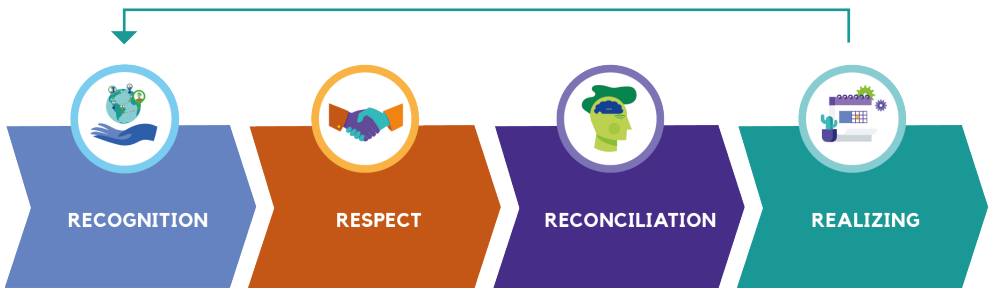 RECOGNITION
RESPECT
RECONCILIATION
REALIZING